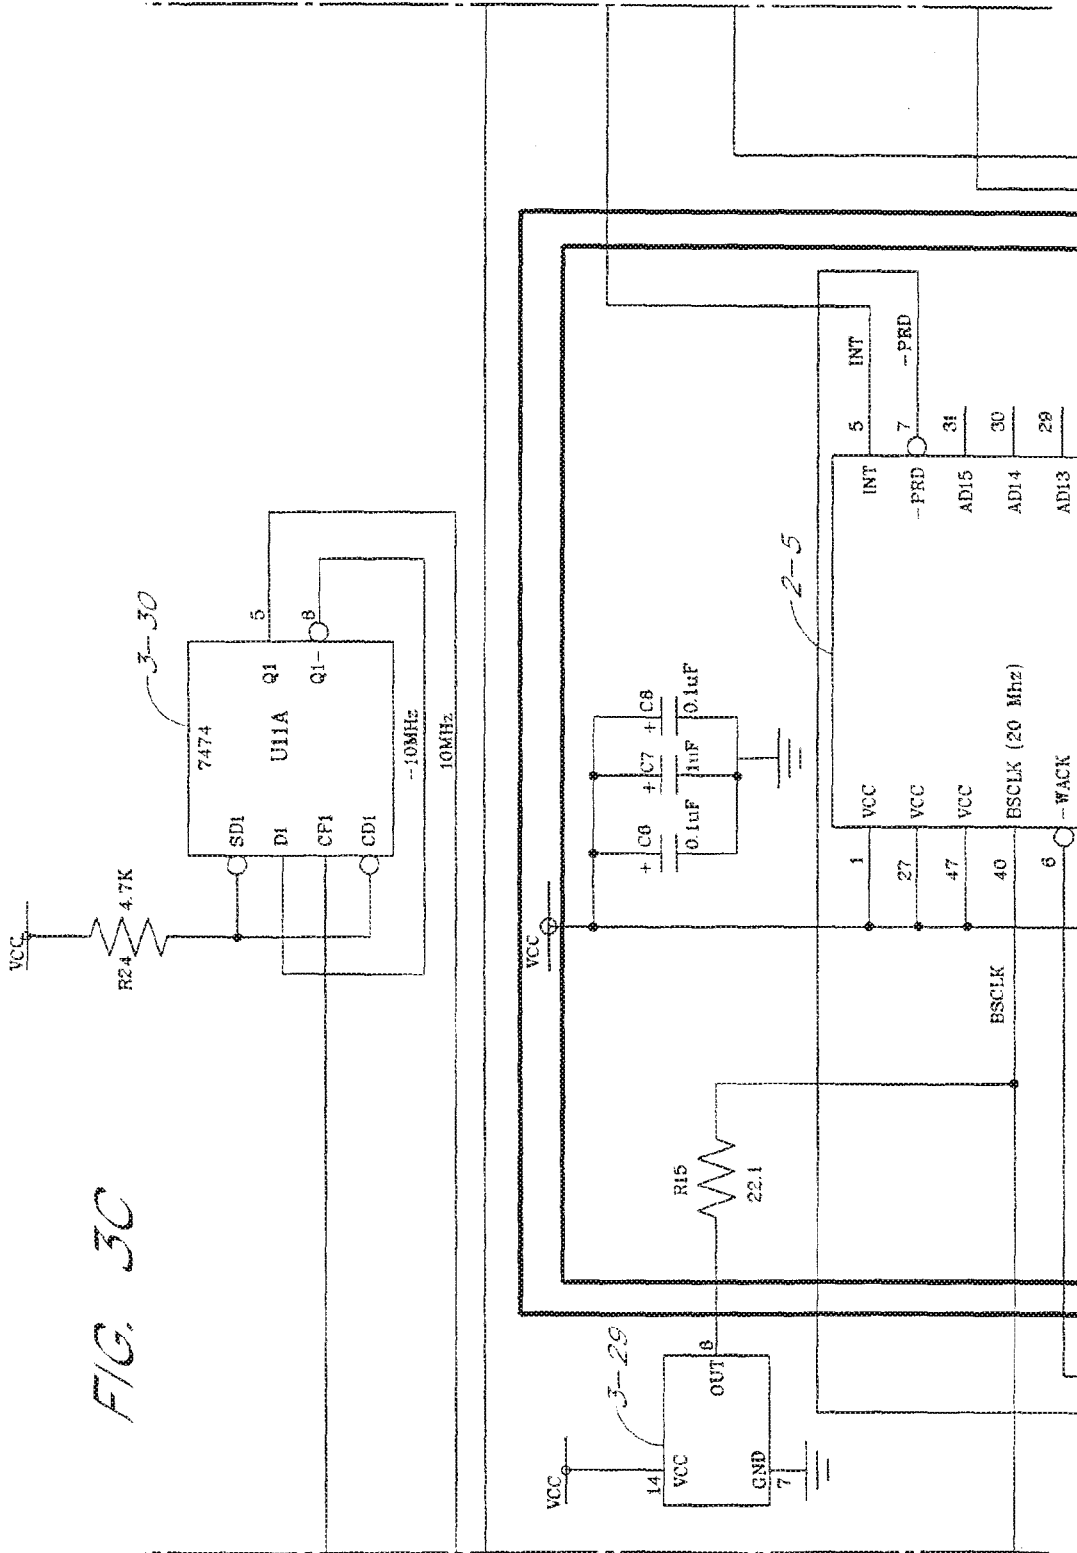 FIG. 3C
VCC
R24
4.7K
3-30
7474
U11A
SD1
D1
CP1
CD1
Q1
5
Q1-
-10MHz
10MHz
VCC
+ C6
0.1uF
+ C7
1uF
+ C8
0.1uF
VCC
3-29
14
VCC
OUT
8
GND
7
R15
22.1
BSCLK
2-5
1
VCC
27
VCC
47
VCC
40
BSCLK (20 Mhz)
6
-WACK
INT
5
INT
-PRD
7
-PRD
AD15
31
AD14
30
AD13
29